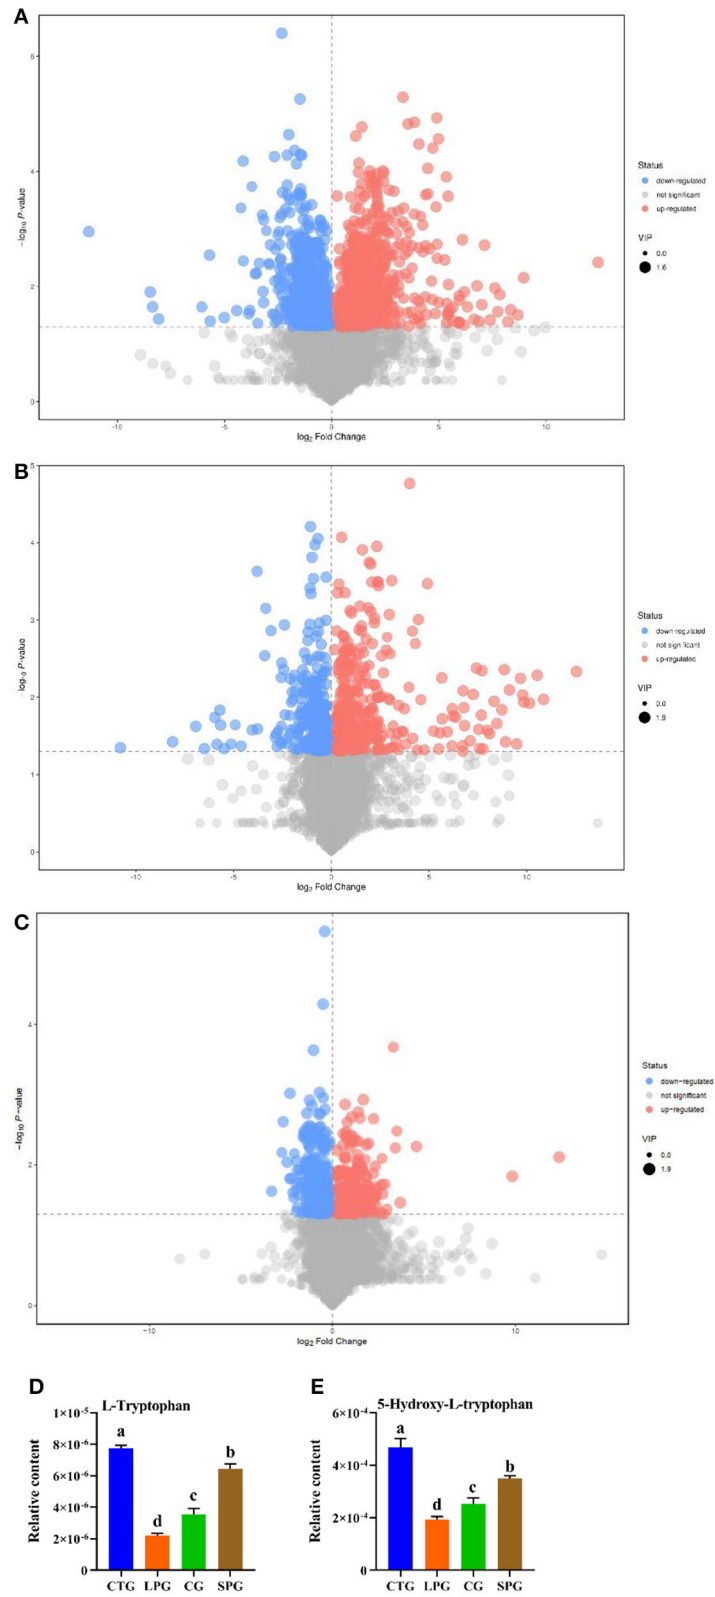 A
6
4
2
0
−log10 P-value
-10
-5
0
5
10
log2 Fold Change
Status
down-regulated
not significant
up-regulated
VIP
0.0
1.6
B
5
4
3
2
1
0
-10
-5
0
5
10
log2 Fold Change
Status
down-regulated
not significant
up-regulated
VIP
0.0
1.9
C
4
2
0
−log10 P−value
−10
0
10
log2 Fold Change
Status
down−regulated
not significant
up−regulated
VIP
0.0
1.9
D
L-Tryptophan
Relative content
1×10-5
8×10-6
6×10-6
4×10-6
2×10-6
0
a
d
c
b
CTG LPG CG SPG
E
5-Hydroxy-L-tryptophan
Relative content
6×10-4
4×10-4
2×10-4
0
a
d
c
b
CTG LPG CG SPG